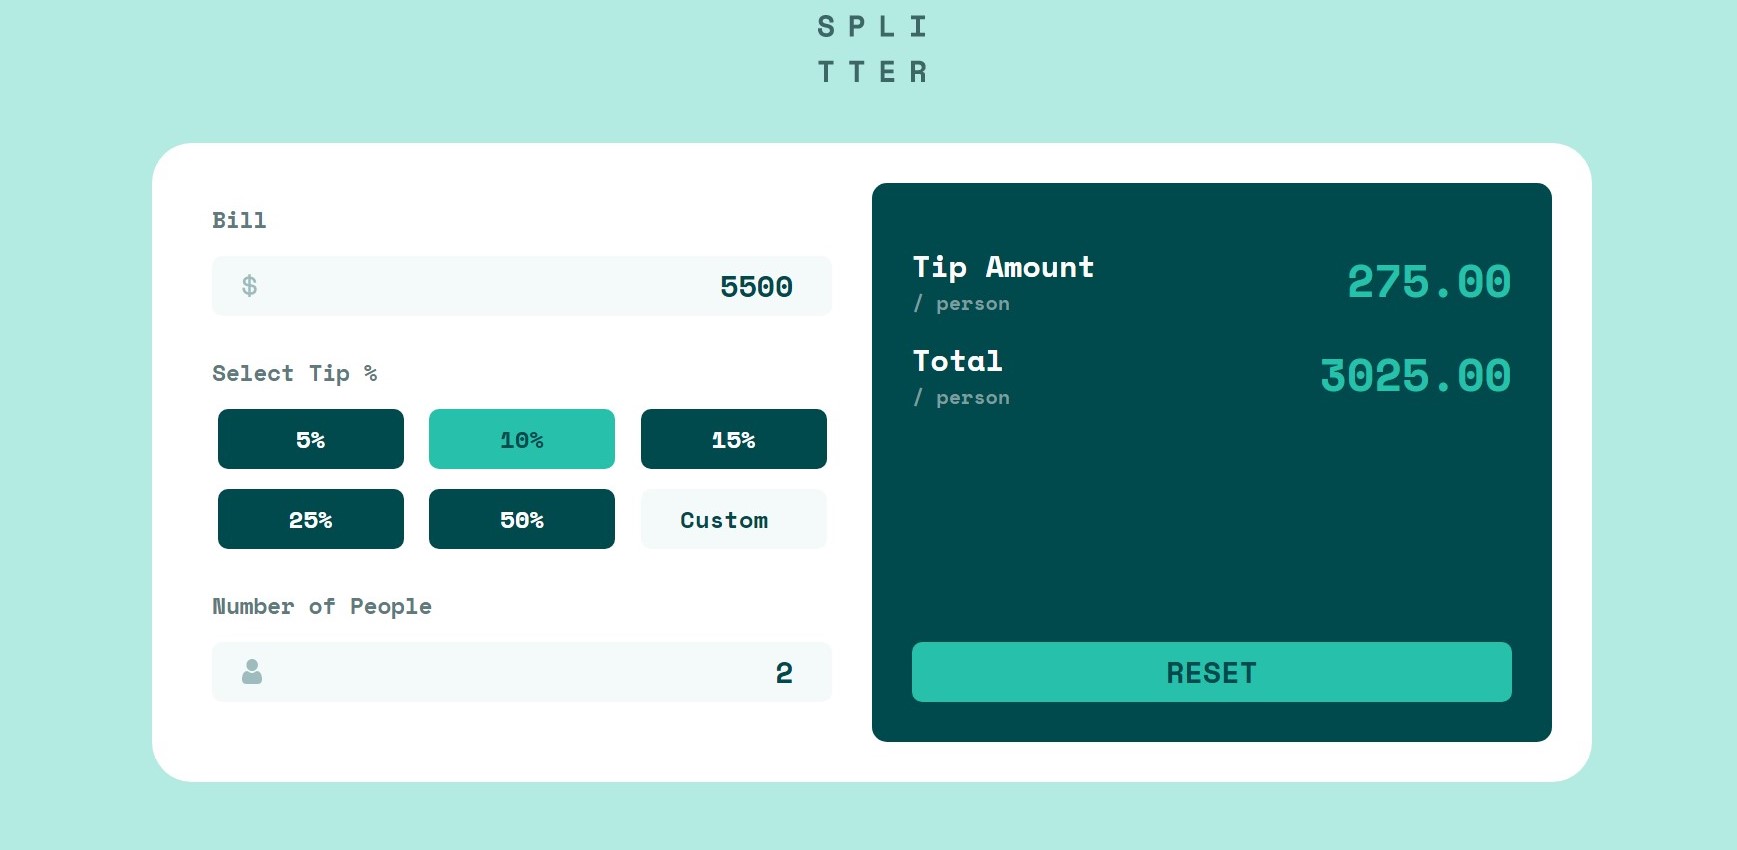 SPLI
TTER
Bill
$ 5500
Select Tip %
5% 10% 15%
25% 50% Custom
Number of People
2
Tip Amount
/ person
275.00
Total
/ person
3025.00
RESET